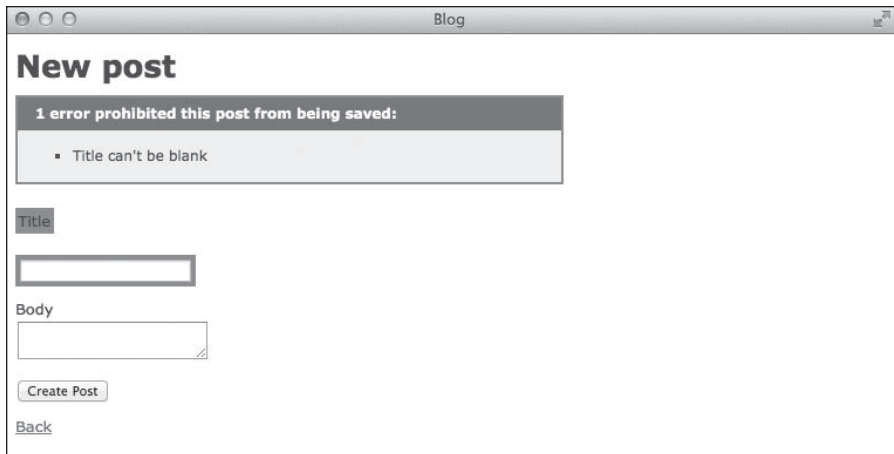 Blog
New post
1 error prohibited this post from being saved:
Title can't be blank
Title
Body
Create Post
Back